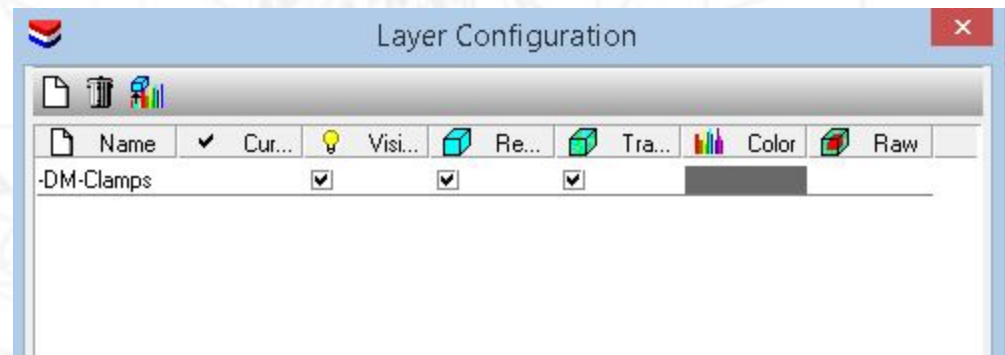 Layer Configuration
Name Cur... Visi... Re... Tra... Color Raw
-DM-Clamps